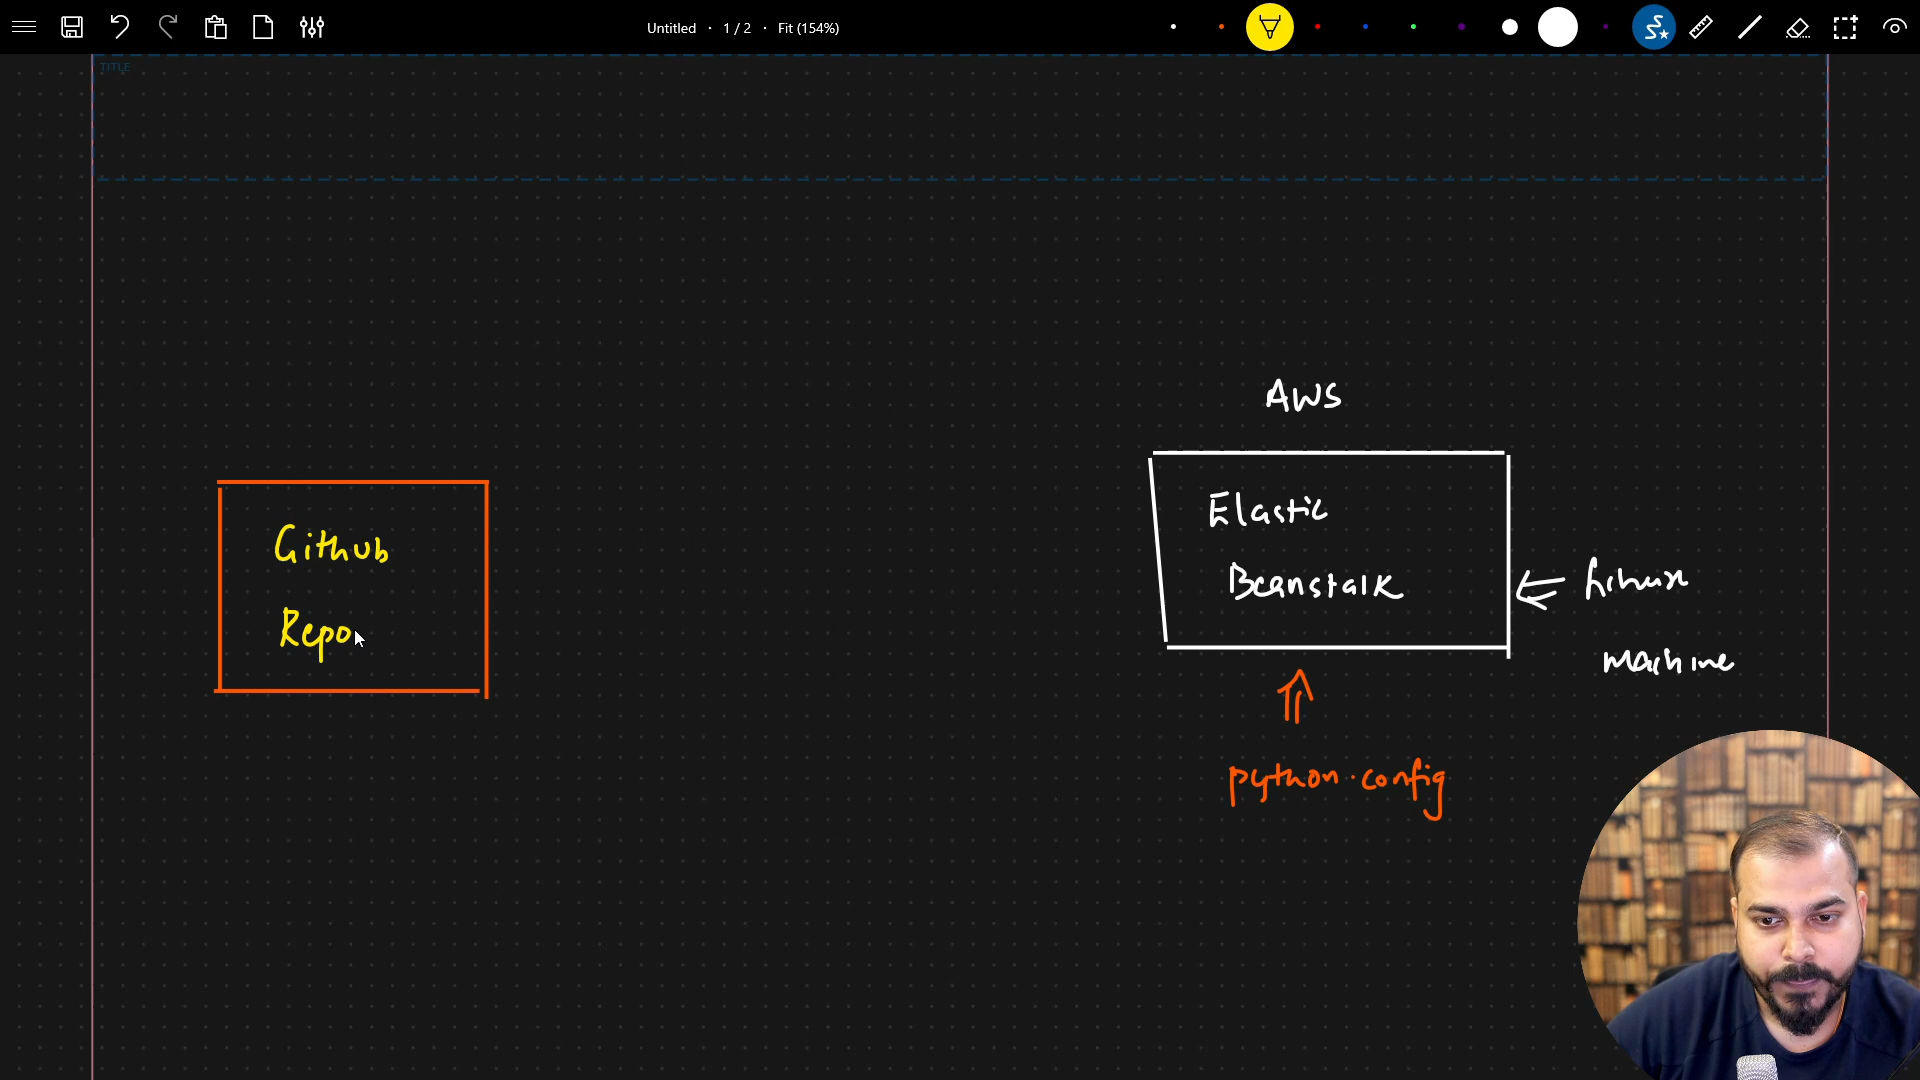 Untitled · 1 / 2 · Fit (154%)
TITLE
AWS
Elastic
Beanstalk
Github
Repo
Linux
machine
python.config